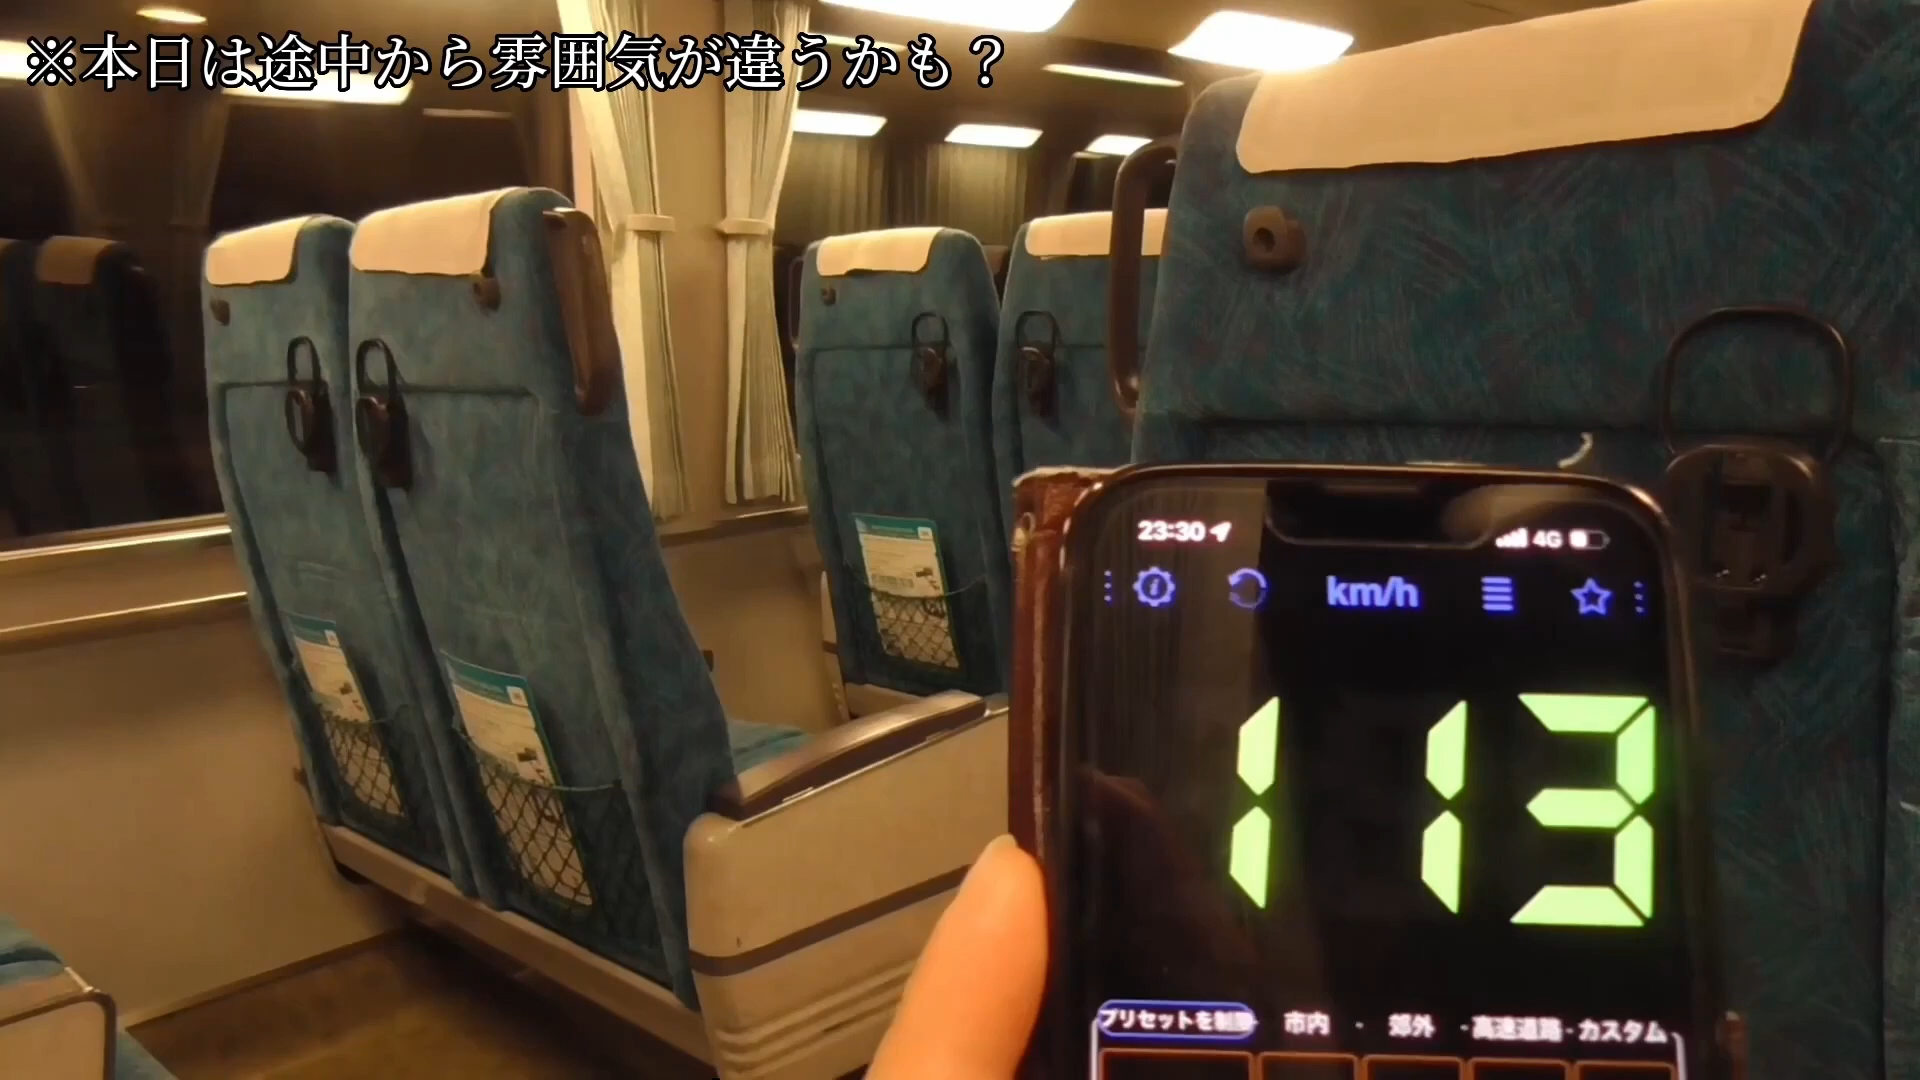 ※本日は途中から雰囲気が違うかも？
23:30 4G
km/h
113
プリセットを制限 市内 - 郊外 - 高速道路 - カスタム